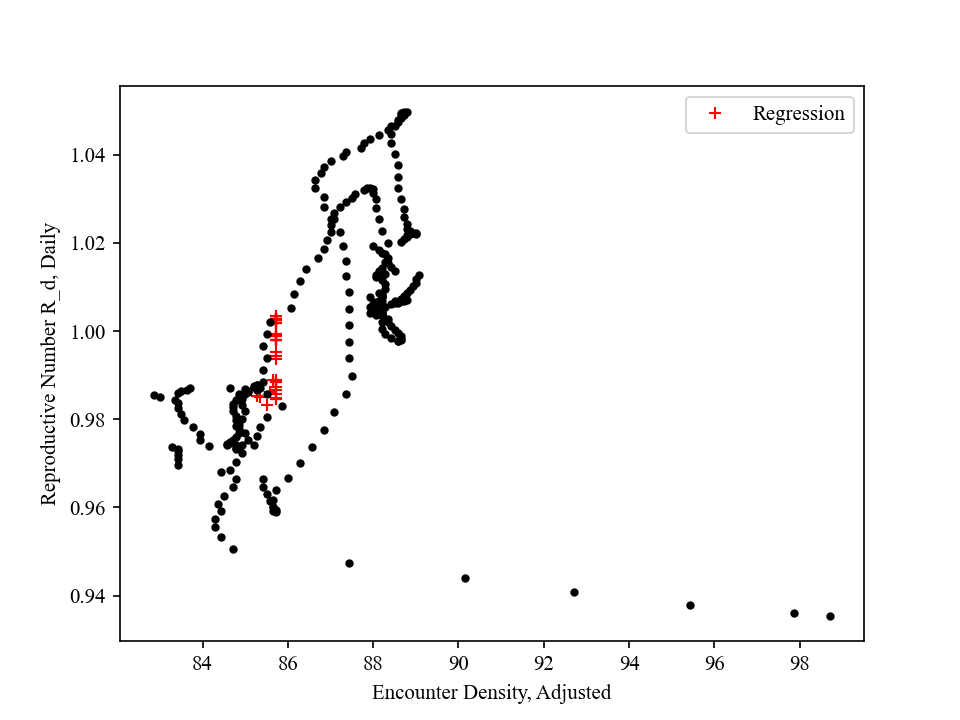 Regression
1.04
1.02
1.00
0.98
0.96
0.94
84 86 88 90 92 94 96 98
Encounter Density, Adjusted
Reproductive Number R_d, Daily